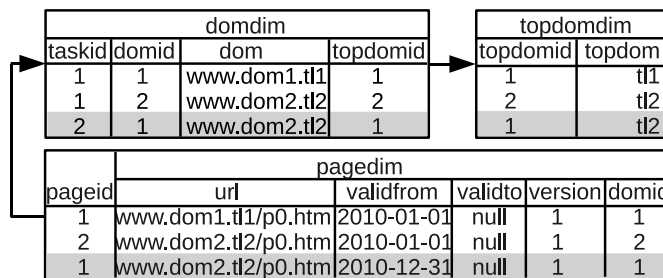 domdim
taskid domid dom topdomid
1 1 www.dom1.tl1 1
1 2 www.dom2.tl2 2
2 1 www.dom2.tl2 1
topdomdim
topdomid topdom
1 tl1
2 tl2
1 tl2
pagedim
pageid url validfrom validto version domid
1 www.dom1.tl1/p0.htm 2010-01-01 null 1 1
2 www.dom2.tl2/p0.htm 2010-01-01 null 1 2
1 www.dom2.tl2/p0.htm 2010-12-31 null 1 1